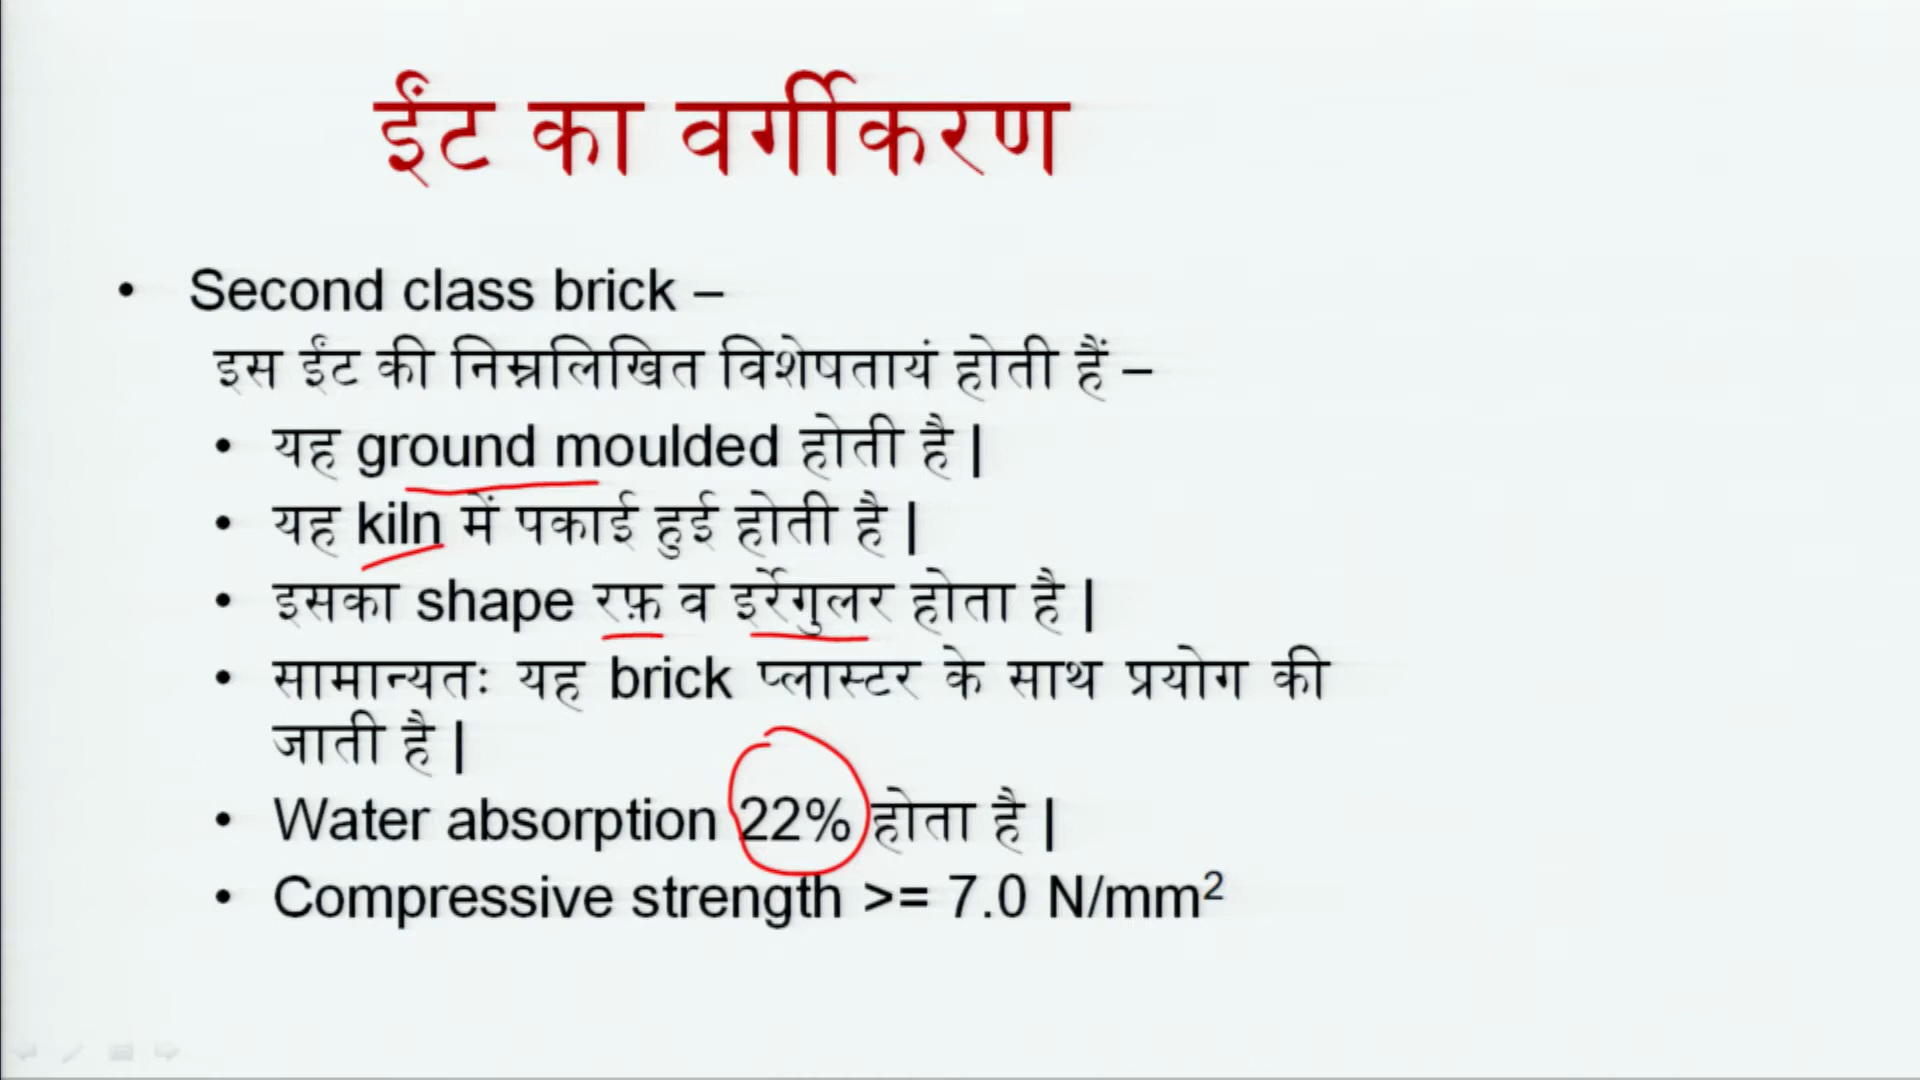 ईंट का वर्गीकरण
• Second class brick –
इस ईंट की निम्नलिखित विशेषतायं होती हैं –
• यह ground moulded होती है |
• यह kiln में पकाई हुई होती है |
• इसका shape रफ़ व इर्रेगुलर होता है |
• सामान्यतः यह brick प्लास्टर के साथ प्रयोग की
जाती है |
• Water absorption 22% होता है |
• Compressive strength >= 7.0 N/mm²